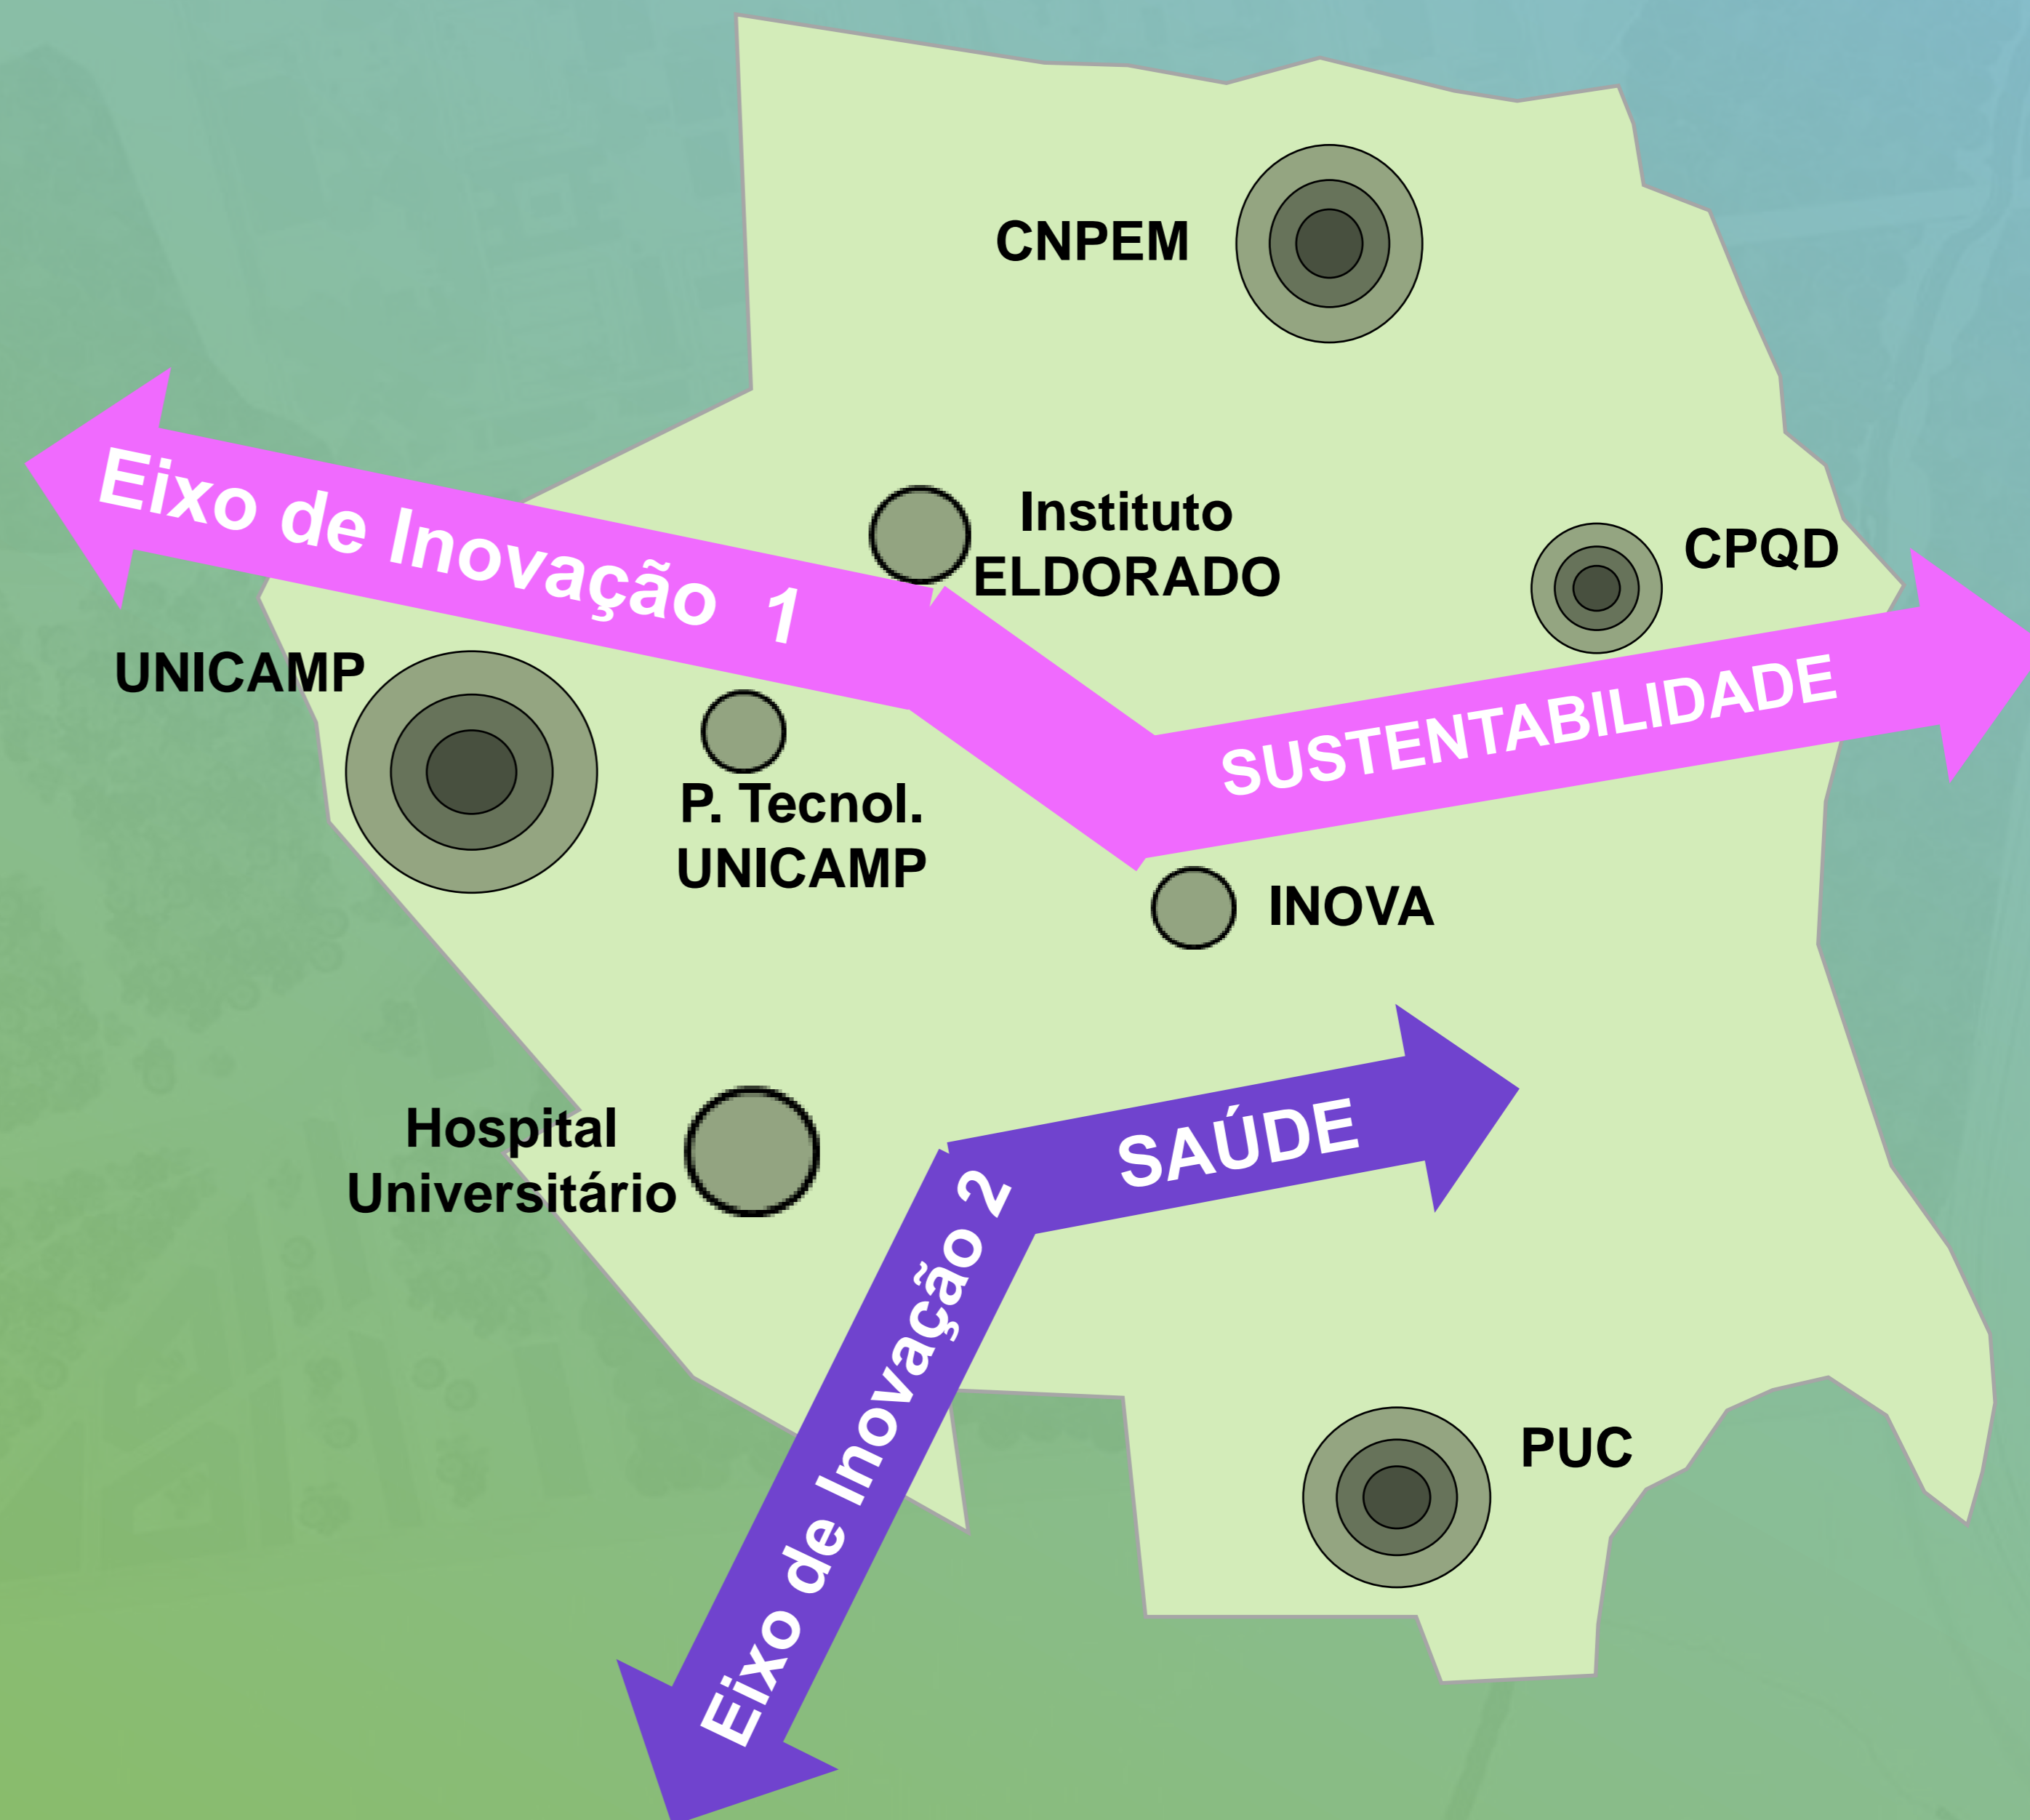 CNPEM
Instituto
ELDORADO
CPQD
Eixo de Inovação 1
SUSTENTABILIDADE
UNICAMP
P. Tecnol.
UNICAMP
INOVA
Hospital
Universitário
SAÚDE
Eixo de Inovação 2
PUC